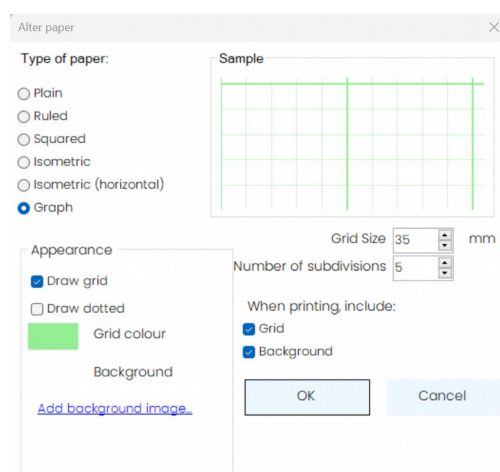 Alter paper
Type of paper:
Sample
Plain
Ruled
Squared
Isometric
Isometric (horizontal)
Graph
Grid Size 35 mm
Number of subdivisions 5
Appearance
Draw grid
Draw dotted
Grid colour
Background
Add background image...
When printing, include:
Grid
Background
OK
Cancel